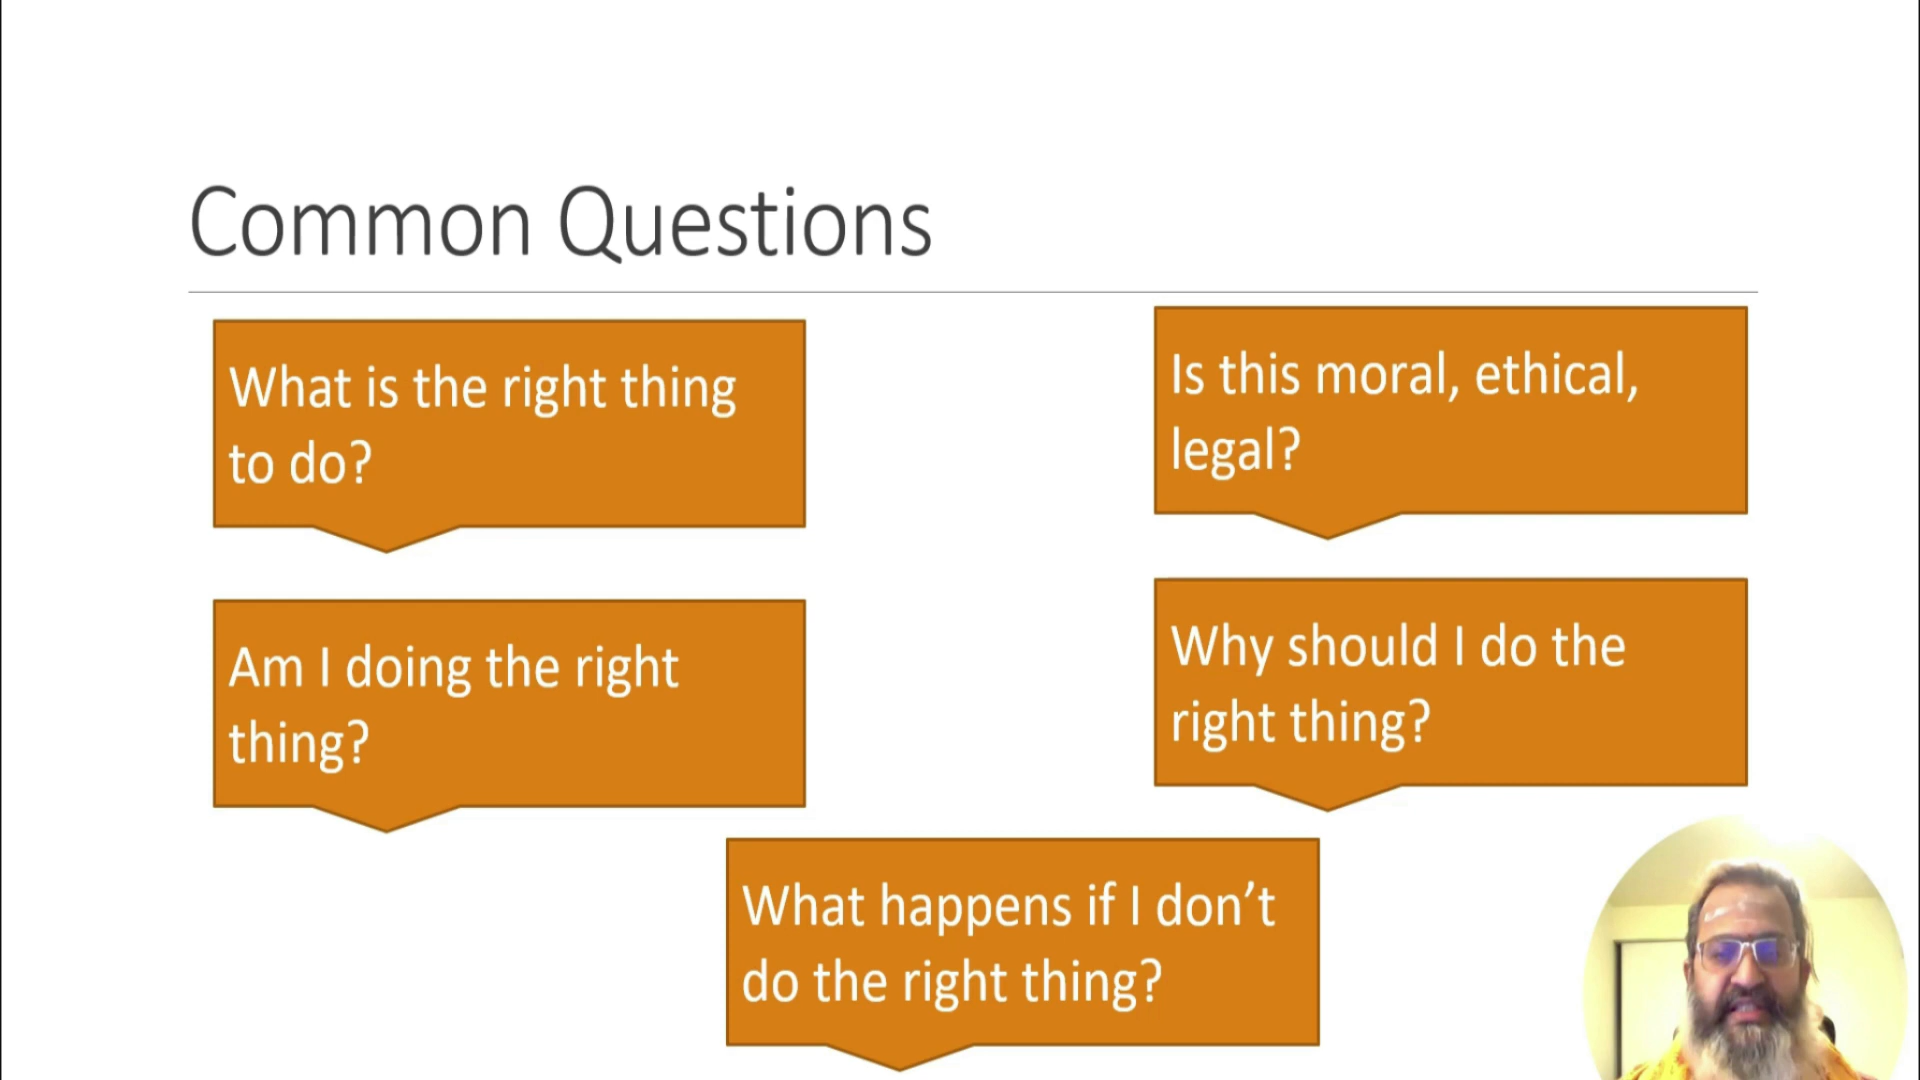 Common Questions
What is the right thing
to do?
Is this moral, ethical,
legal?
Am I doing the right
thing?
Why should I do the
right thing?
What happens if I don’t
do the right thing?